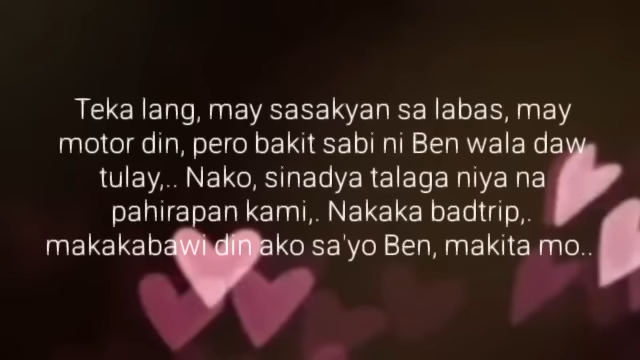 Teka lang, may sasakyan sa labas, may
motor din, pero bakit sabi ni Ben wala daw
tulay,.. Nako, sinadya talaga niya na
pahirapan kami,. Nakaka badtrip,.
makakabawi din ako sa'yo Ben, makita mo..